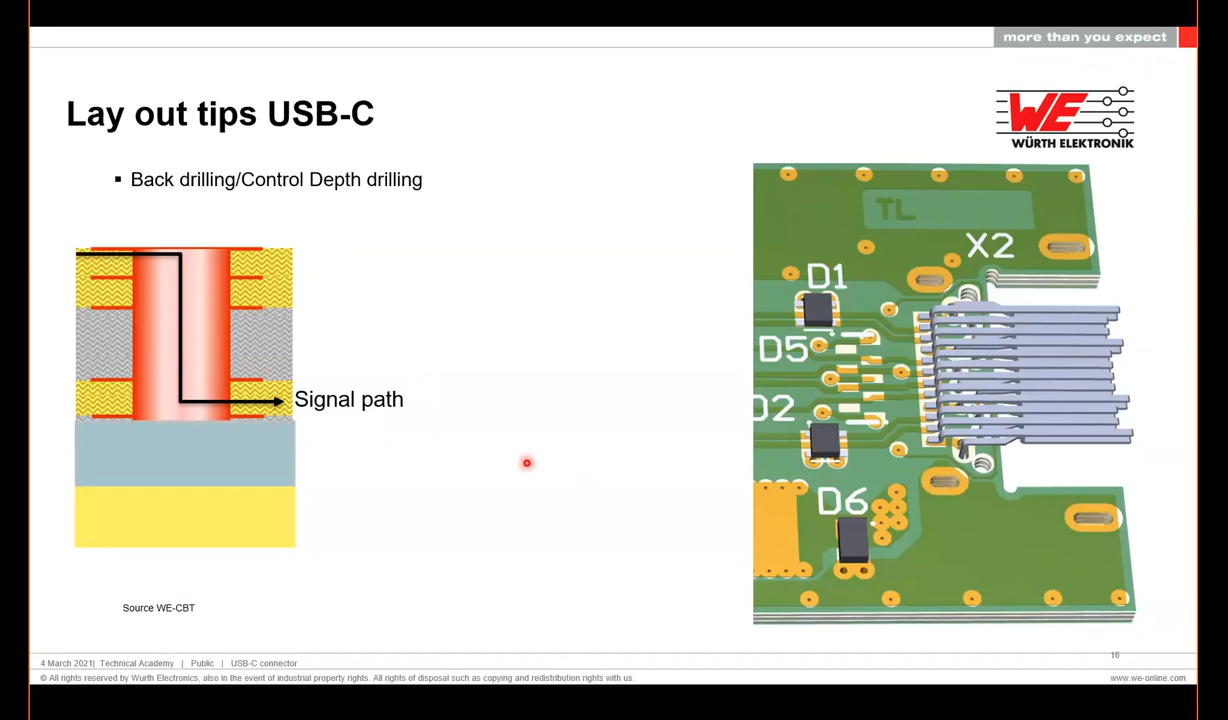 more than you expect
Lay out tips USB-C
WE
WÜRTH ELEKTRONIK
▪ Back drilling/Control Depth drilling
TL
X2
D1
D5
Signal path
D2
D6
Source WE-CBT
16
4 March 2021| Technical Academy | Public | USB-C connector
© All rights reserved by Wurth Electronics, also in the event of industrial property rights. All rights of disposal such as copying and redistribution rights with us.
www.we-online.com